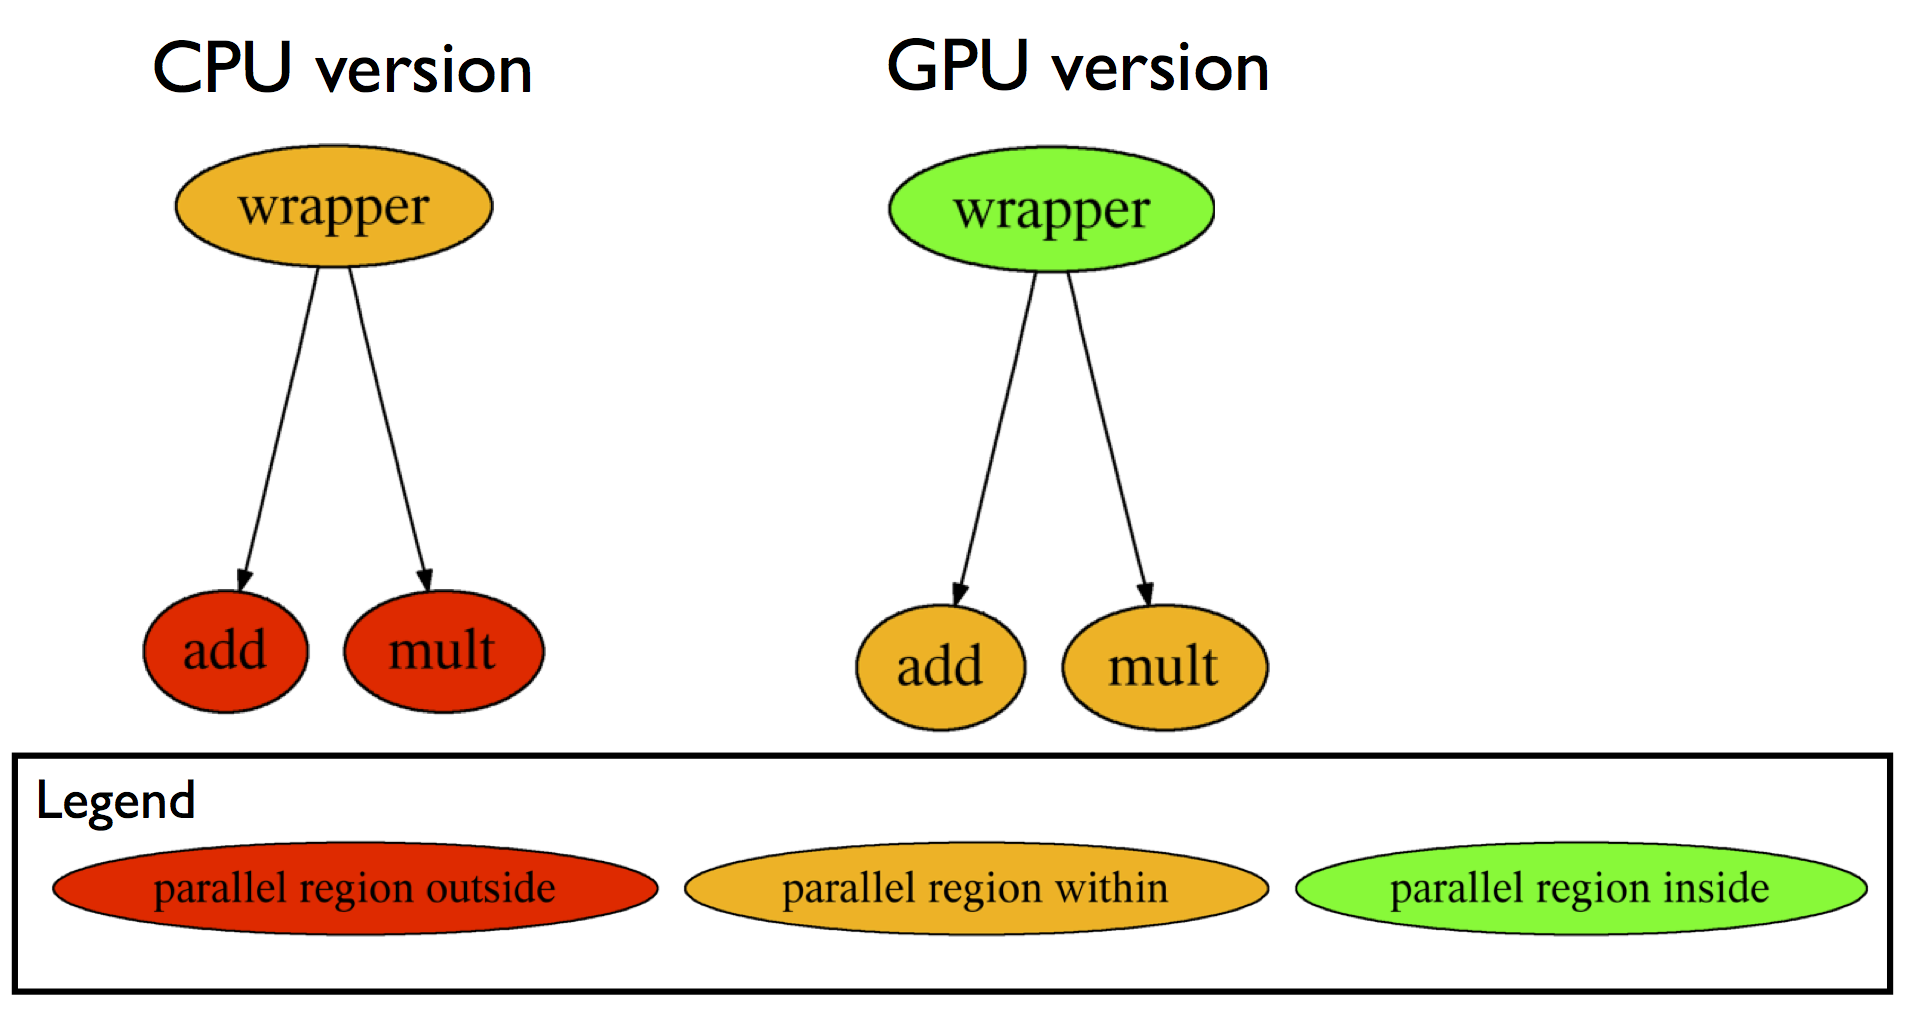 CPU version
GPU version
wrapper
wrapper
add
mult
add
mult
Legend
parallel region outside
parallel region within
parallel region inside